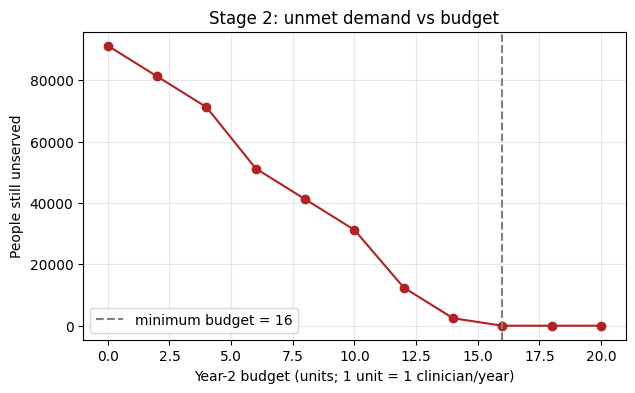 Stage 2: unmet demand vs budget
People still unserved
80000
60000
40000
20000
0
minimum budget = 16
0.0 2.5 5.0 7.5 10.0 12.5 15.0 17.5 20.0
Year-2 budget (units; 1 unit = 1 clinician/year)